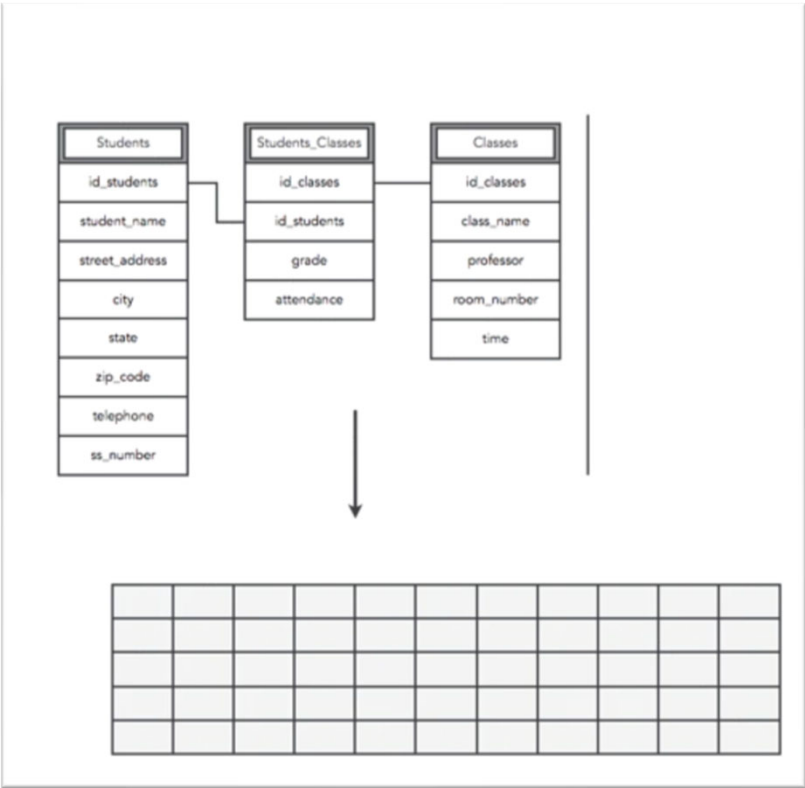 Students
id_students
student_name
street_address
city
state
zip_code
telephone
ss_number
Students_Classes
id_classes
id_students
grade
attendance
Classes
id_classes
class_name
professor
room_number
time